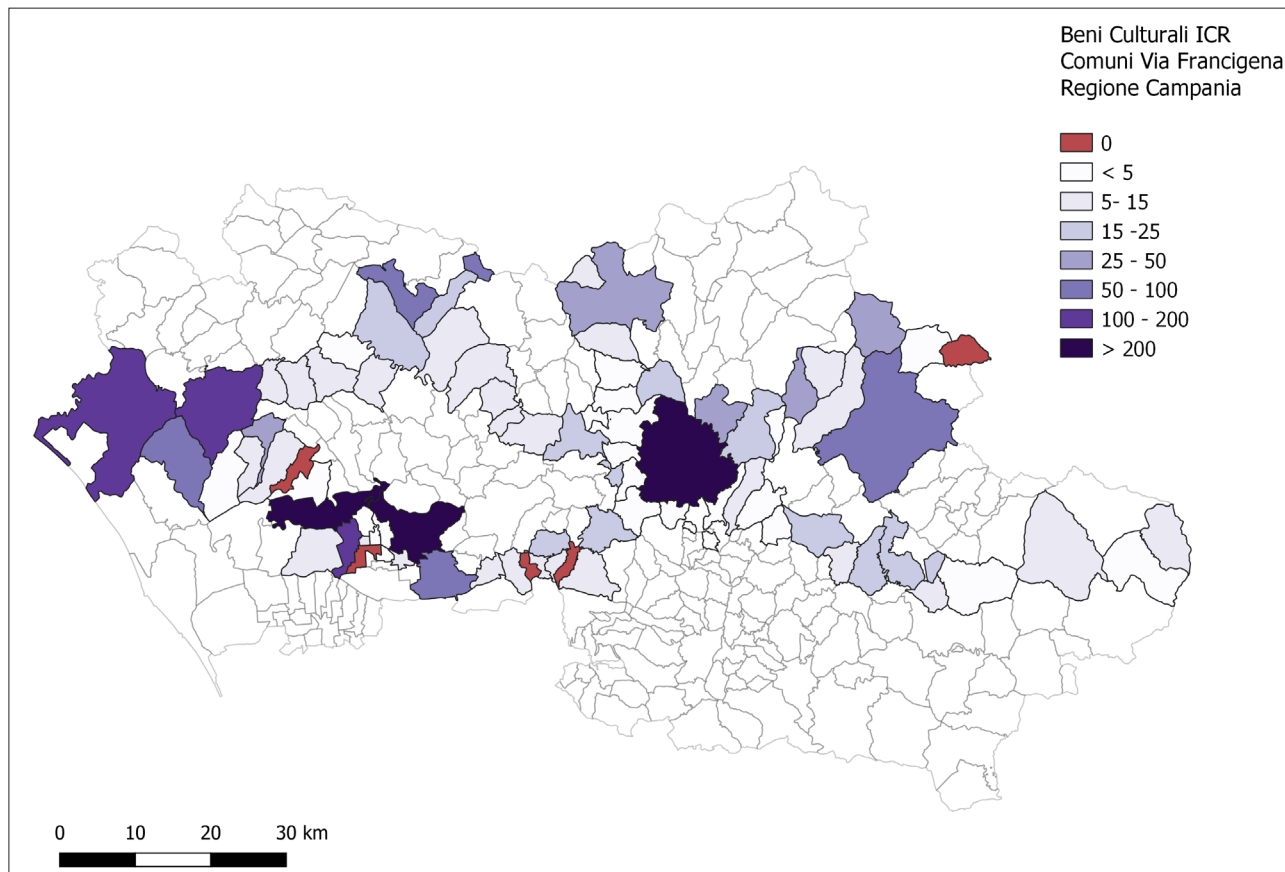 Beni Culturali ICR
Comuni Via Francigena
Regione Campania
0
< 5
5- 15
15 -25
25 - 50
50 - 100
100 - 200
> 200
0 10 20 30 km